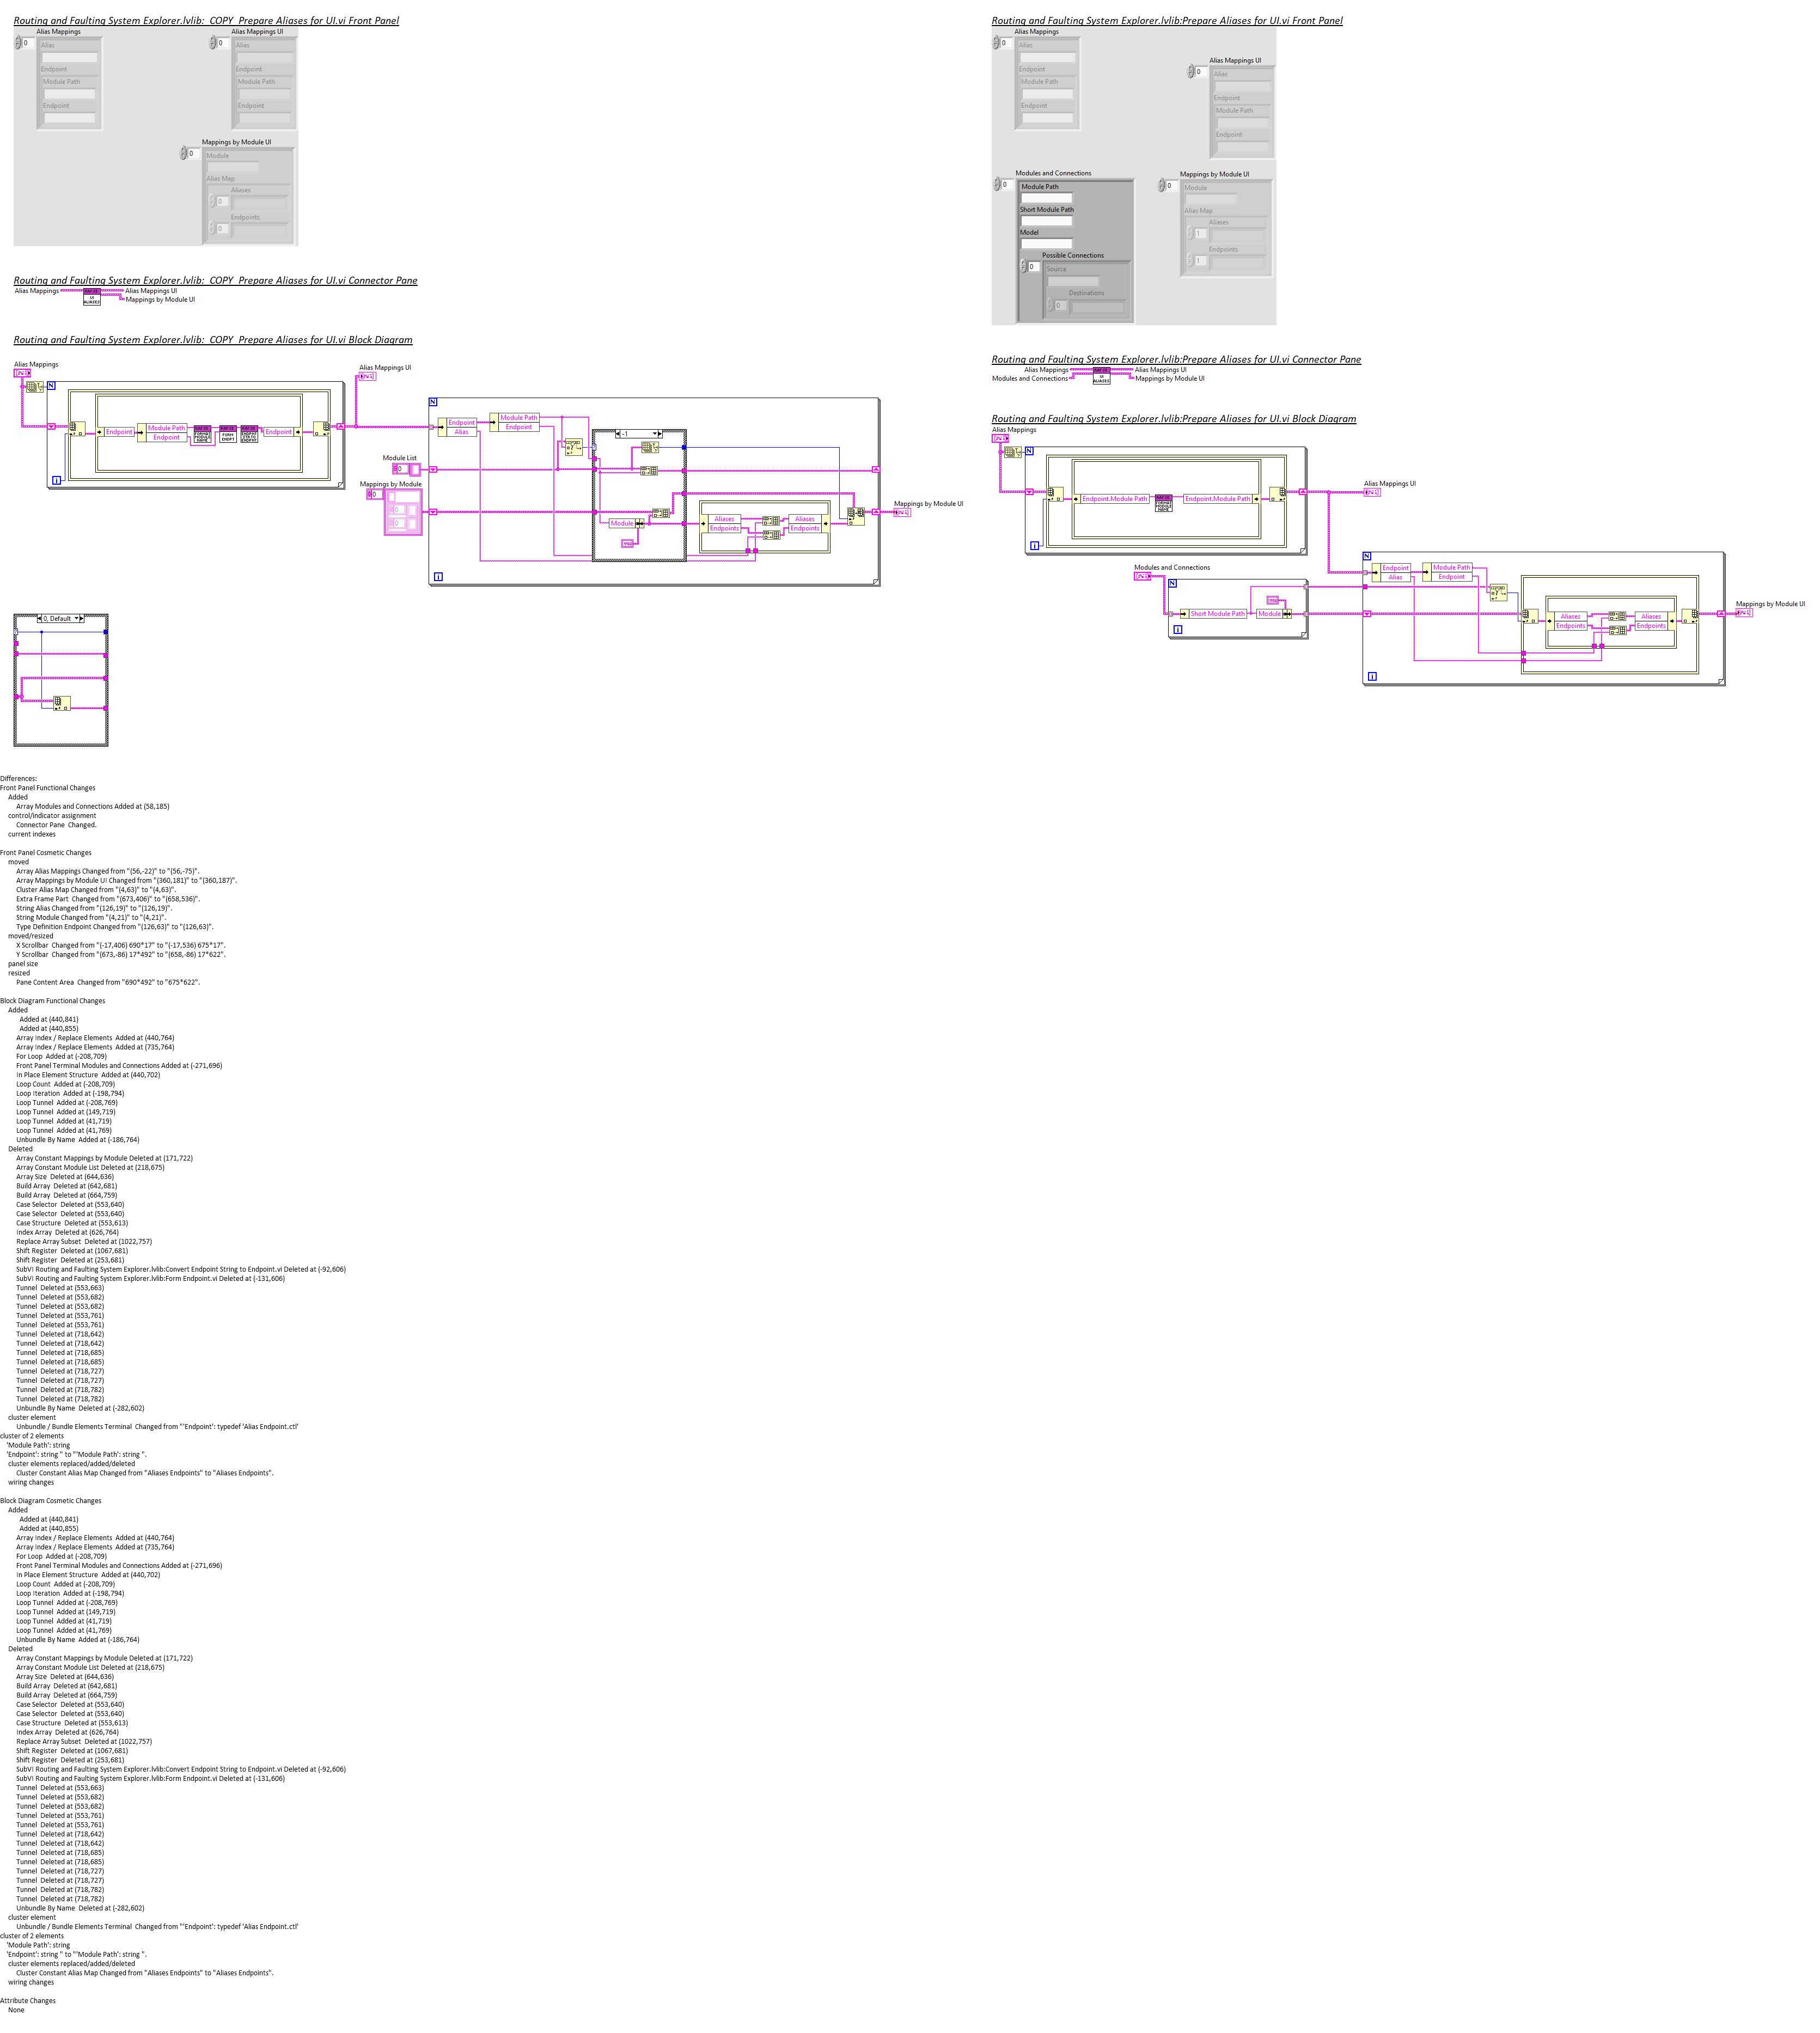 Routing and Faulting System Explorer.lvlib:  COPY  Prepare Aliases for UI.vi Front Panel
Alias Mappings
0
Alias
Endpoint
Module Path
Endpoint
Alias Mappings UI
0
Alias
Endpoint
Module Path
Endpoint
Mappings by Module UI
0
Module
Alias Map
Aliases
0
Endpoints
0
Routing and Faulting System Explorer.lvlib:  COPY  Prepare Aliases for UI.vi Connector Pane
Alias Mappings
UI
ALIASES
Alias Mappings UI
Mappings by Module UI
Routing and Faulting System Explorer.lvlib:  COPY  Prepare Aliases for UI.vi Block Diagram
Alias Mappings
N
Endpoint
Module Path
Endpoint
FORMAT
MODULE
NAME
FORM
ENDPT
Endpoint
i
Alias Mappings UI
N
Endpoint
Alias
Module Path
Endpoint
-1
Module List
0
Mappings by Module
0
Module
Aliases
Endpoints
Aliases
Endpoints
Mappings by Module UI
i
0, Default
Routing and Faulting System Explorer.lvlib:Prepare Aliases for UI.vi Front Panel
Alias Mappings
0
Alias
Endpoint
Module Path
Endpoint
Alias Mappings UI
0
Alias
Endpoint
Module Path
Endpoint
Modules and Connections
0
Module Path
Short Module Path
Model
Possible Connections
0
Source
Destinations
0
Mappings by Module UI
0
Module
Alias Map
Aliases
1
Endpoints
1
Routing and Faulting System Explorer.lvlib:Prepare Aliases for UI.vi Connector Pane
Alias Mappings
Modules and Connections
UI
ALIASES
Alias Mappings UI
Mappings by Module UI
Routing and Faulting System Explorer.lvlib:Prepare Aliases for UI.vi Block Diagram
Alias Mappings
N
Endpoint.Module Path
FORMAT
MODULE
NAME
Endpoint.Module Path
i
Alias Mappings UI
Modules and Connections
N
Short Module Path
Module
i
N
Endpoint
Alias
Module Path
Endpoint
Aliases
Endpoints
Aliases
Endpoints
Mappings by Module UI
i
Differences:
Front Panel Functional Changes
Added
Array Modules and Connections Added at (58,185)
control/indicator assignment
Connector Pane  Changed.
current indexes
Front Panel Cosmetic Changes
moved
Array Alias Mappings Changed from "(56,-22)" to "(56,-75)".
Array Mappings by Module UI Changed from "(360,181)" to "(360,187)".
Cluster Alias Map Changed from "(4,63)" to "(4,63)".
Extra Frame Part  Changed from "(673,406)" to "(658,536)".
String Alias Changed from "(126,19)" to "(126,19)".
String Module Changed from "(4,21)" to "(4,21)".
Type Definition Endpoint Changed from "(126,63)" to "(126,63)".
moved/resized
X Scrollbar  Changed from "(-17,406) 690*17" to "(-17,536) 675*17".
Y Scrollbar  Changed from "(673,-86) 17*492" to "(658,-86) 17*622".
panel size
resized
Pane Content Area  Changed from "690*492" to "675*622".
Block Diagram Functional Changes
Added
Added at (440,841)
Added at (440,855)
Array Index / Replace Elements  Added at (440,764)
Array Index / Replace Elements  Added at (735,764)
For Loop  Added at (-208,709)
Front Panel Terminal Modules and Connections Added at (-271,696)
In Place Element Structure  Added at (440,702)
Loop Count  Added at (-208,709)
Loop Iteration  Added at (-198,794)
Loop Tunnel  Added at (-208,769)
Loop Tunnel  Added at (149,719)
Loop Tunnel  Added at (41,719)
Loop Tunnel  Added at (41,769)
Unbundle By Name  Added at (-186,764)
Deleted
Array Constant Mappings by Module Deleted at (171,722)
Array Constant Module List Deleted at (218,675)
Array Size  Deleted at (644,636)
Build Array  Deleted at (642,681)
Build Array  Deleted at (664,759)
Case Selector  Deleted at (553,640)
Case Selector  Deleted at (553,640)
Case Structure  Deleted at (553,613)
Index Array  Deleted at (626,764)
Replace Array Subset  Deleted at (1022,757)
Shift Register  Deleted at (1067,681)
Shift Register  Deleted at (253,681)
SubVI Routing and Faulting System Explorer.lvlib:Convert Endpoint String to Endpoint.vi Deleted at (-92,606)
SubVI Routing and Faulting System Explorer.lvlib:Form Endpoint.vi Deleted at (-131,606)
Tunnel  Deleted at (553,663)
Tunnel  Deleted at (553,682)
Tunnel  Deleted at (553,682)
Tunnel  Deleted at (553,761)
Tunnel  Deleted at (553,761)
Tunnel  Deleted at (718,642)
Tunnel  Deleted at (718,642)
Tunnel  Deleted at (718,685)
Tunnel  Deleted at (718,685)
Tunnel  Deleted at (718,727)
Tunnel  Deleted at (718,727)
Tunnel  Deleted at (718,782)
Tunnel  Deleted at (718,782)
Unbundle By Name  Deleted at (-282,602)
cluster element
Unbundle / Bundle Elements Terminal  Changed from "'Endpoint': typedef 'Alias Endpoint.ctl'
cluster of 2 elements
'Module Path': string
'Endpoint': string " to "'Module Path': string ".
cluster elements replaced/added/deleted
Cluster Constant Alias Map Changed from "Aliases Endpoints" to "Aliases Endpoints".
wiring changes
Block Diagram Cosmetic Changes
Added
Added at (440,841)
Added at (440,855)
Array Index / Replace Elements  Added at (440,764)
Array Index / Replace Elements  Added at (735,764)
For Loop  Added at (-208,709)
Front Panel Terminal Modules and Connections Added at (-271,696)
In Place Element Structure  Added at (440,702)
Loop Count  Added at (-208,709)
Loop Iteration  Added at (-198,794)
Loop Tunnel  Added at (-208,769)
Loop Tunnel  Added at (149,719)
Loop Tunnel  Added at (41,719)
Loop Tunnel  Added at (41,769)
Unbundle By Name  Added at (-186,764)
Deleted
Array Constant Mappings by Module Deleted at (171,722)
Array Constant Module List Deleted at (218,675)
Array Size  Deleted at (644,636)
Build Array  Deleted at (642,681)
Build Array  Deleted at (664,759)
Case Selector  Deleted at (553,640)
Case Selector  Deleted at (553,640)
Case Structure  Deleted at (553,613)
Index Array  Deleted at (626,764)
Replace Array Subset  Deleted at (1022,757)
Shift Register  Deleted at (1067,681)
Shift Register  Deleted at (253,681)
SubVI Routing and Faulting System Explorer.lvlib:Convert Endpoint String to Endpoint.vi Deleted at (-92,606)
SubVI Routing and Faulting System Explorer.lvlib:Form Endpoint.vi Deleted at (-131,606)
Tunnel  Deleted at (553,663)
Tunnel  Deleted at (553,682)
Tunnel  Deleted at (553,682)
Tunnel  Deleted at (553,761)
Tunnel  Deleted at (553,761)
Tunnel  Deleted at (718,642)
Tunnel  Deleted at (718,642)
Tunnel  Deleted at (718,685)
Tunnel  Deleted at (718,685)
Tunnel  Deleted at (718,727)
Tunnel  Deleted at (718,727)
Tunnel  Deleted at (718,782)
Tunnel  Deleted at (718,782)
Unbundle By Name  Deleted at (-282,602)
cluster element
Unbundle / Bundle Elements Terminal  Changed from "'Endpoint': typedef 'Alias Endpoint.ctl'
cluster of 2 elements
'Module Path': string
'Endpoint': string " to "'Module Path': string ".
cluster elements replaced/added/deleted
Cluster Constant Alias Map Changed from "Aliases Endpoints" to "Aliases Endpoints".
wiring changes
Attribute Changes
None